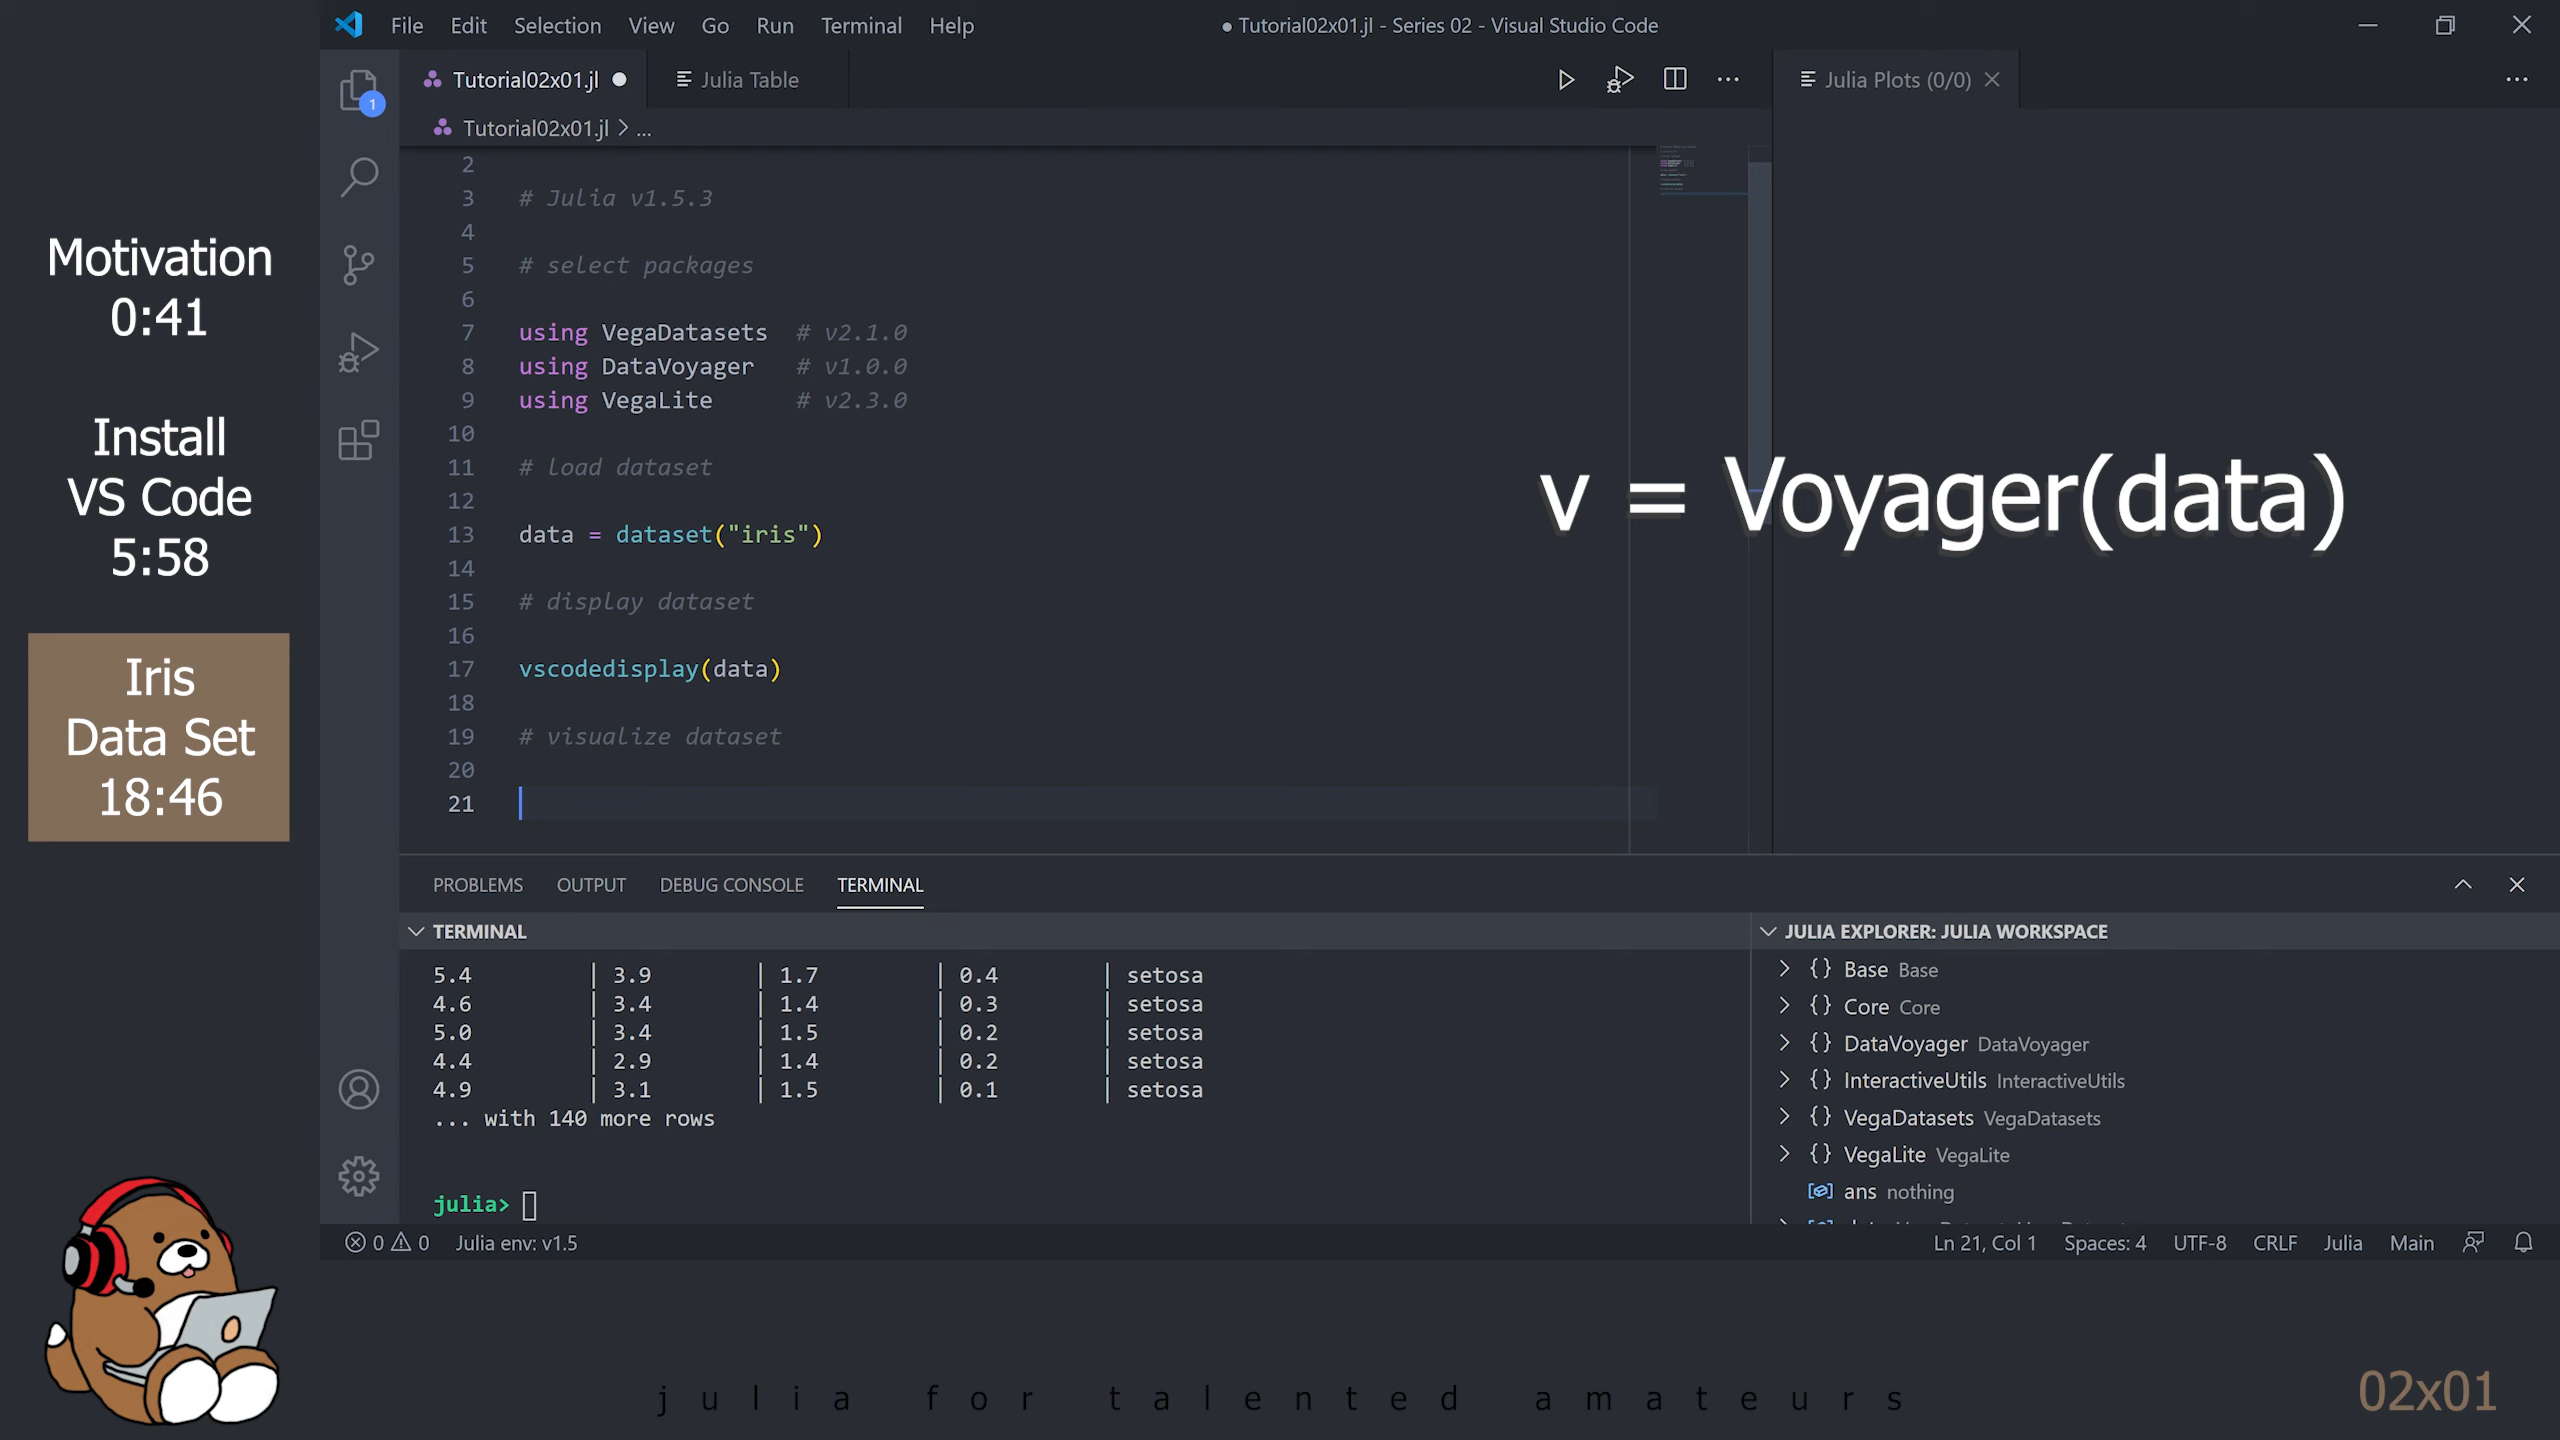 Motivation
0:41
Install
VS Code
5:58
Iris
Data Set
18:46
File Edit Selection View Go Run Terminal Help
● Tutorial02x01.jl - Series 02 - Visual Studio Code
1
Tutorial02x01.jl ●
Julia Table
Julia Plots (0/0)
Tutorial02x01.jl > ...
2
3 # Julia v1.5.3
4
5 # select packages
6
7 using VegaDatasets # v2.1.0
8 using DataVoyager # v1.0.0
9 using VegaLite # v2.3.0
10
11 # load dataset
12
13 data = dataset("iris")
14
15 # display dataset
16
17 vscodedisplay(data)
18
19 # visualize dataset
20
21
v = Voyager(data)
PROBLEMS OUTPUT DEBUG CONSOLE TERMINAL
TERMINAL
5.4 | 3.9 | 1.7 | 0.4 | setosa
4.6 | 3.4 | 1.4 | 0.3 | setosa
5.0 | 3.4 | 1.5 | 0.2 | setosa
4.4 | 2.9 | 1.4 | 0.2 | setosa
4.9 | 3.1 | 1.5 | 0.1 | setosa
... with 140 more rows
julia>
JULIA EXPLORER: JULIA WORKSPACE
{} Base Base
{} Core Core
{} DataVoyager DataVoyager
{} InteractiveUtils InteractiveUtils
{} VegaDatasets VegaDatasets
{} VegaLite VegaLite
ans nothing
0 0 Julia env: v1.5
Ln 21, Col 1 Spaces: 4 UTF-8 CRLF Julia Main
julia for talented amateurs
02x01